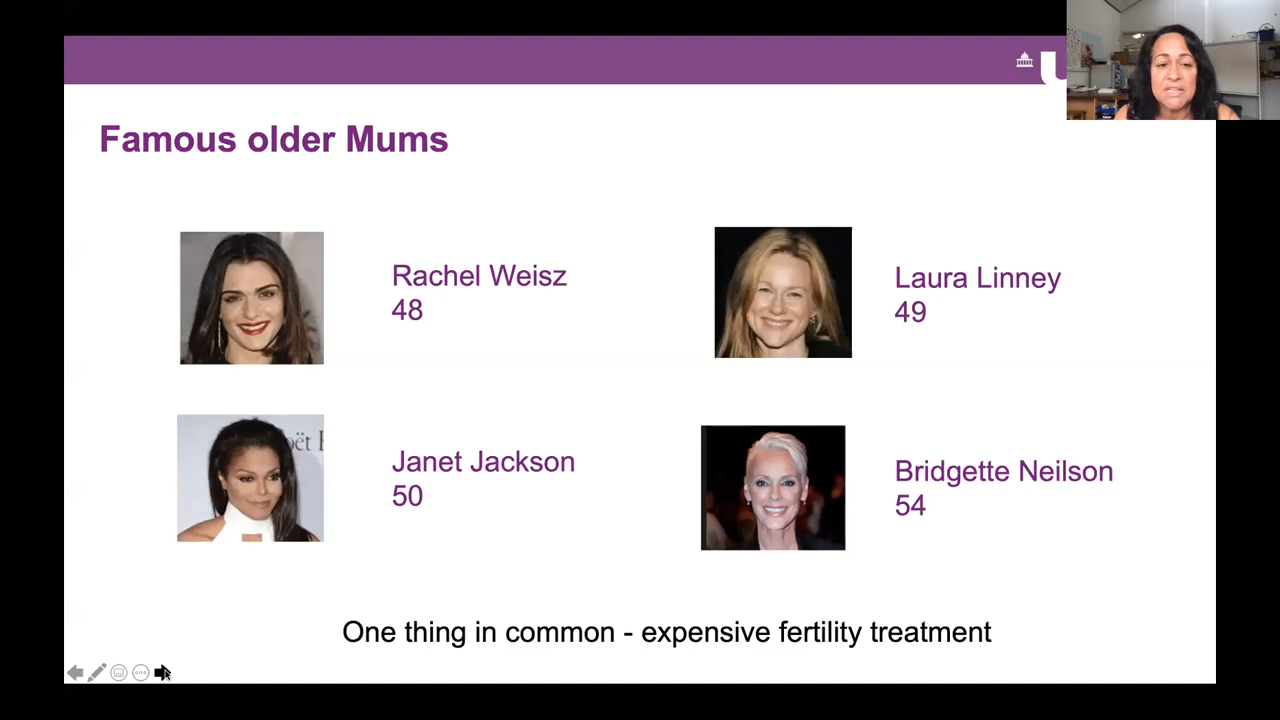 Famous older Mums
Rachel Weisz
48
Laura Linney
49
Janet Jackson
50
Bridgette Neilson
54
One thing in common - expensive fertility treatment